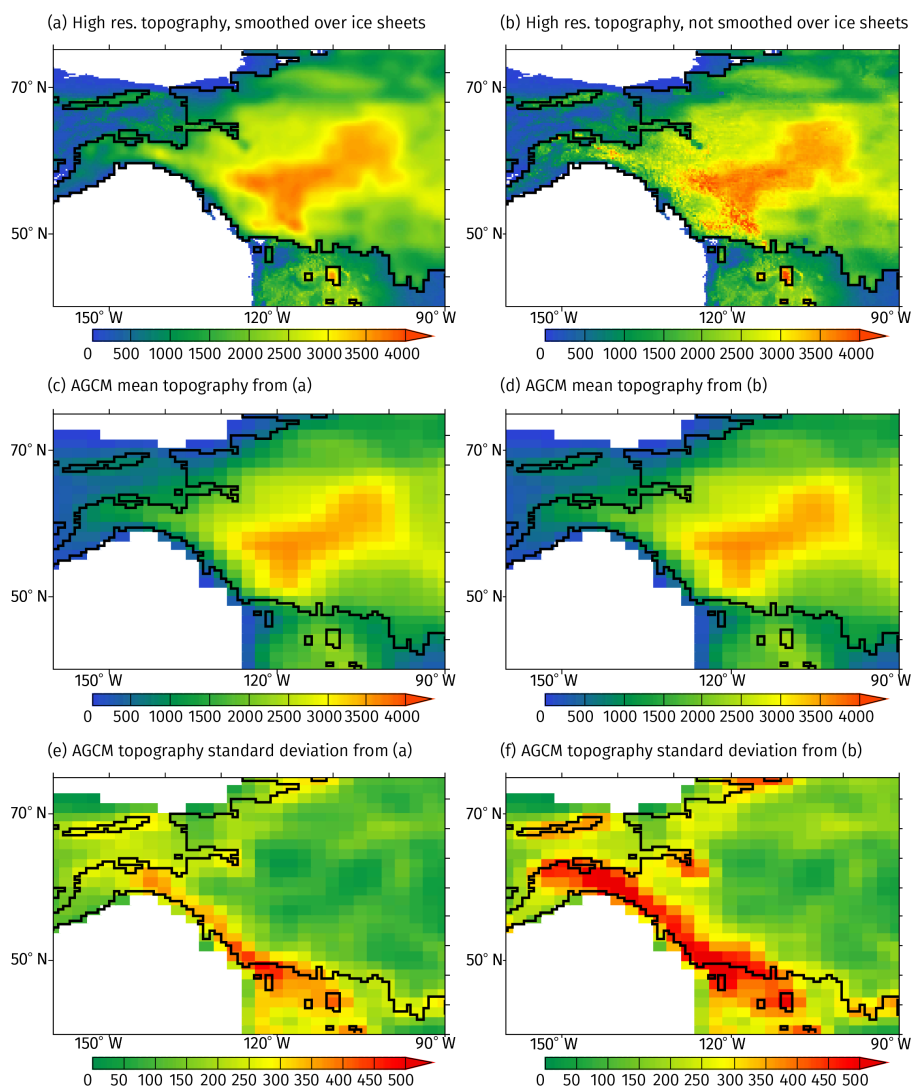 (a) High res. topography, smoothed over ice sheets
(b) High res. topography, not smoothed over ice sheets
70° N
50° N
150° W 120° W 90° W
0 500 1000 1500 2000 2500 3000 3500 4000
70° N
50° N
150° W 120° W 90° W
0 500 1000 1500 2000 2500 3000 3500 4000
(c) AGCM mean topography from (a)
(d) AGCM mean topography from (b)
70° N
50° N
150° W 120° W 90° W
0 500 1000 1500 2000 2500 3000 3500 4000
70° N
50° N
150° W 120° W 90° W
0 500 1000 1500 2000 2500 3000 3500 4000
(e) AGCM topography standard deviation from (a)
(f) AGCM topography standard deviation from (b)
70° N
50° N
150° W 120° W 90° W
0 50 100 150 200 250 300 350 400 450 500
70° N
50° N
150° W 120° W 90° W
0 50 100 150 200 250 300 350 400 450 500